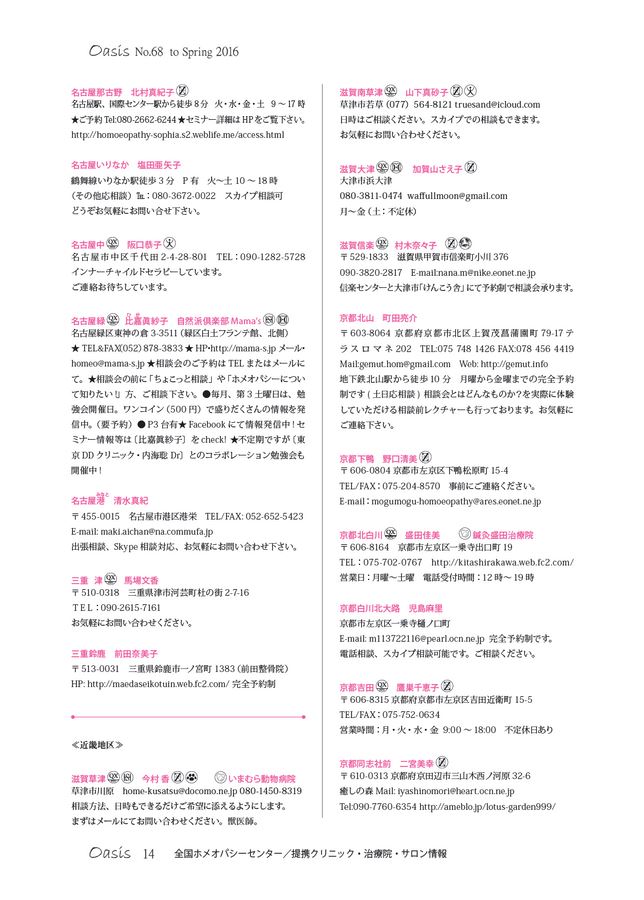 Oasis No.68 to Spring 2016
名古屋那古野　北村真紀子
名古屋駅、国際センター駅から徒歩8分　火・水・金・土　9～17時
★ご予約 Tel:080-2662-6244 ★セミナー詳細は HP をご覧下さい。
http://homoeopathy-sophia.s2.weblife.me/access.html
名古屋いりなか　塩田亜矢子
鶴舞線いりなか駅徒歩3分　P有　火～土 10～18時
（その他応相談）℡：080-3672-0022　スカイプ相談可
どうぞお気軽にお問い合せ下さい。
名古屋中　阪口恭子
名古屋市中区千代田 2-4-28-801　TEL：090-1282-5728
インナーチャイルドセラピーしています。
ご連絡お待ちしています。
名古屋緑　比嘉眞紗子　自然派倶楽部 Mama's
名古屋緑区東神の倉 3-3511（緑区白土フランテ館、北側）
★ TEL&FAX(052) 878-3833 ★ HP・http://mama-s.jp メール・
homeo@mama-s.jp ★相談会のご予約は TEL またはメールに
て。★相談会の前に「ちょこっと相談」や「ホメオパシーについ
て知りたい！」方、ご相談下さい。●毎月、第3土曜日は、勉
強会開催日。ワンコイン（500円）で盛りだくさんの情報を発
信中。（要予約）● P3台有★ Facebook にて情報発信中！セ
ミナー情報等は〔比嘉眞紗子〕を check! ★不定期ですが〔東
京DDクリニック・内海聡Dr〕とのコラボレーション勉強会も
開催中！
名古屋港　清水真紀
〒455-0015　名古屋市港区港栄　TEL/FAX: 052-652-5423
E-mail: maki.aichan@na.commufa.jp
出張相談、Skype 相談対応、お気軽にお問い合わせ下さい。
三重 津　馬場文香
〒510-0318　三重県津市河芸町杜の街 2-7-16
ＴＥＬ：090-2615-7161
お気軽にお問い合わせください。
三重鈴鹿　前田奈美子
〒513-0031　三重県鈴鹿市一ノ宮町 1383（前田整骨院）
HP: http://maedaseikotuin.web.fc2.com/ 完全予約制
≪近畿地区≫
滋賀草津　今村 香　いまむら動物病院
草津市川原　home-kusatsu@docomo.ne.jp 080-1450-8319
相談方法、日時もできるだけご希望に添えるようにします。
まずはメールにてお問い合わせください。獣医師。
滋賀南草津　山下真砂子
草津市若草（077）564-8121 truesand@icloud.com
日時はご相談ください。スカイプでの相談もできます。
お気軽にお問い合わせください。
滋賀大津　加賀山さえ子
大津市浜大津
080-3811-0474 waffullmoon@gmail.com
月～金（土：不定休）
滋賀信楽　村木奈々子
〒529-1833　滋賀県甲賀市信楽町小川 376
090-3820-2817　E-mail:nana.m@nike.eonet.ne.jp
信楽センターと大津市「けんこう舎」にて予約制で相談会承ります。
京都北山　町田亮介
〒603-8064 京都府京都市北区上賀茂菖蒲園町 79-17 テ
ラスロマネ 202　TEL:075 748 1426 FAX:078 456 4419
Mail:gemut.hom@gmail.com　Web: http://gemut.info
地下鉄北山駅から徒歩10分　月曜から金曜までの完全予約
制です（土日応相談）相談会とはどんなものか？を実際に体験
していただける相談前レクチャーも行っております。お気軽に
ご連絡下さい。
京都下鴨　野口清美
〒606-0804 京都市左京区下鴨松原町 15-4
TEL/FAX：075-204-8570　事前にご連絡ください。
E-mail：mogumogu-homoeopathy@ares.eonet.ne.jp
京都北白川　盛田佳美　鍼灸盛田治療院
〒606-8164　京都市左京区一乗寺出口町 19
TEL：075-702-0767　http://kitashirakawa.web.fc2.com/
営業日：月曜～土曜　電話受付時間：12時～19時
京都白川北大路　児島麻里
京都市左京区一乗寺樋ノ口町
E-mail: m113722116@pearl.ocn.ne.jp 完全予約制です。
電話相談、スカイプ相談可能です。ご相談ください。
京都吉田　鷹巣千恵子
〒606-8315 京都府京都市左京区吉田近衛町 15-5
TEL/FAX：075-752-0634
営業時間：月・火・水・金 9:00～18:00　不定休日あり
京都同志社前　二宮美幸
〒610-0313 京都府京田辺市三山木西ノ河原 32-6
癒しの森 Mail: iyashinomori@heart.ocn.ne.jp
Tel:090-7760-6354 http://ameblo.jp/lotus-garden999/
Oasis 14 全国ホメオパシーセンター／提携クリニック・治療院・サロン情報